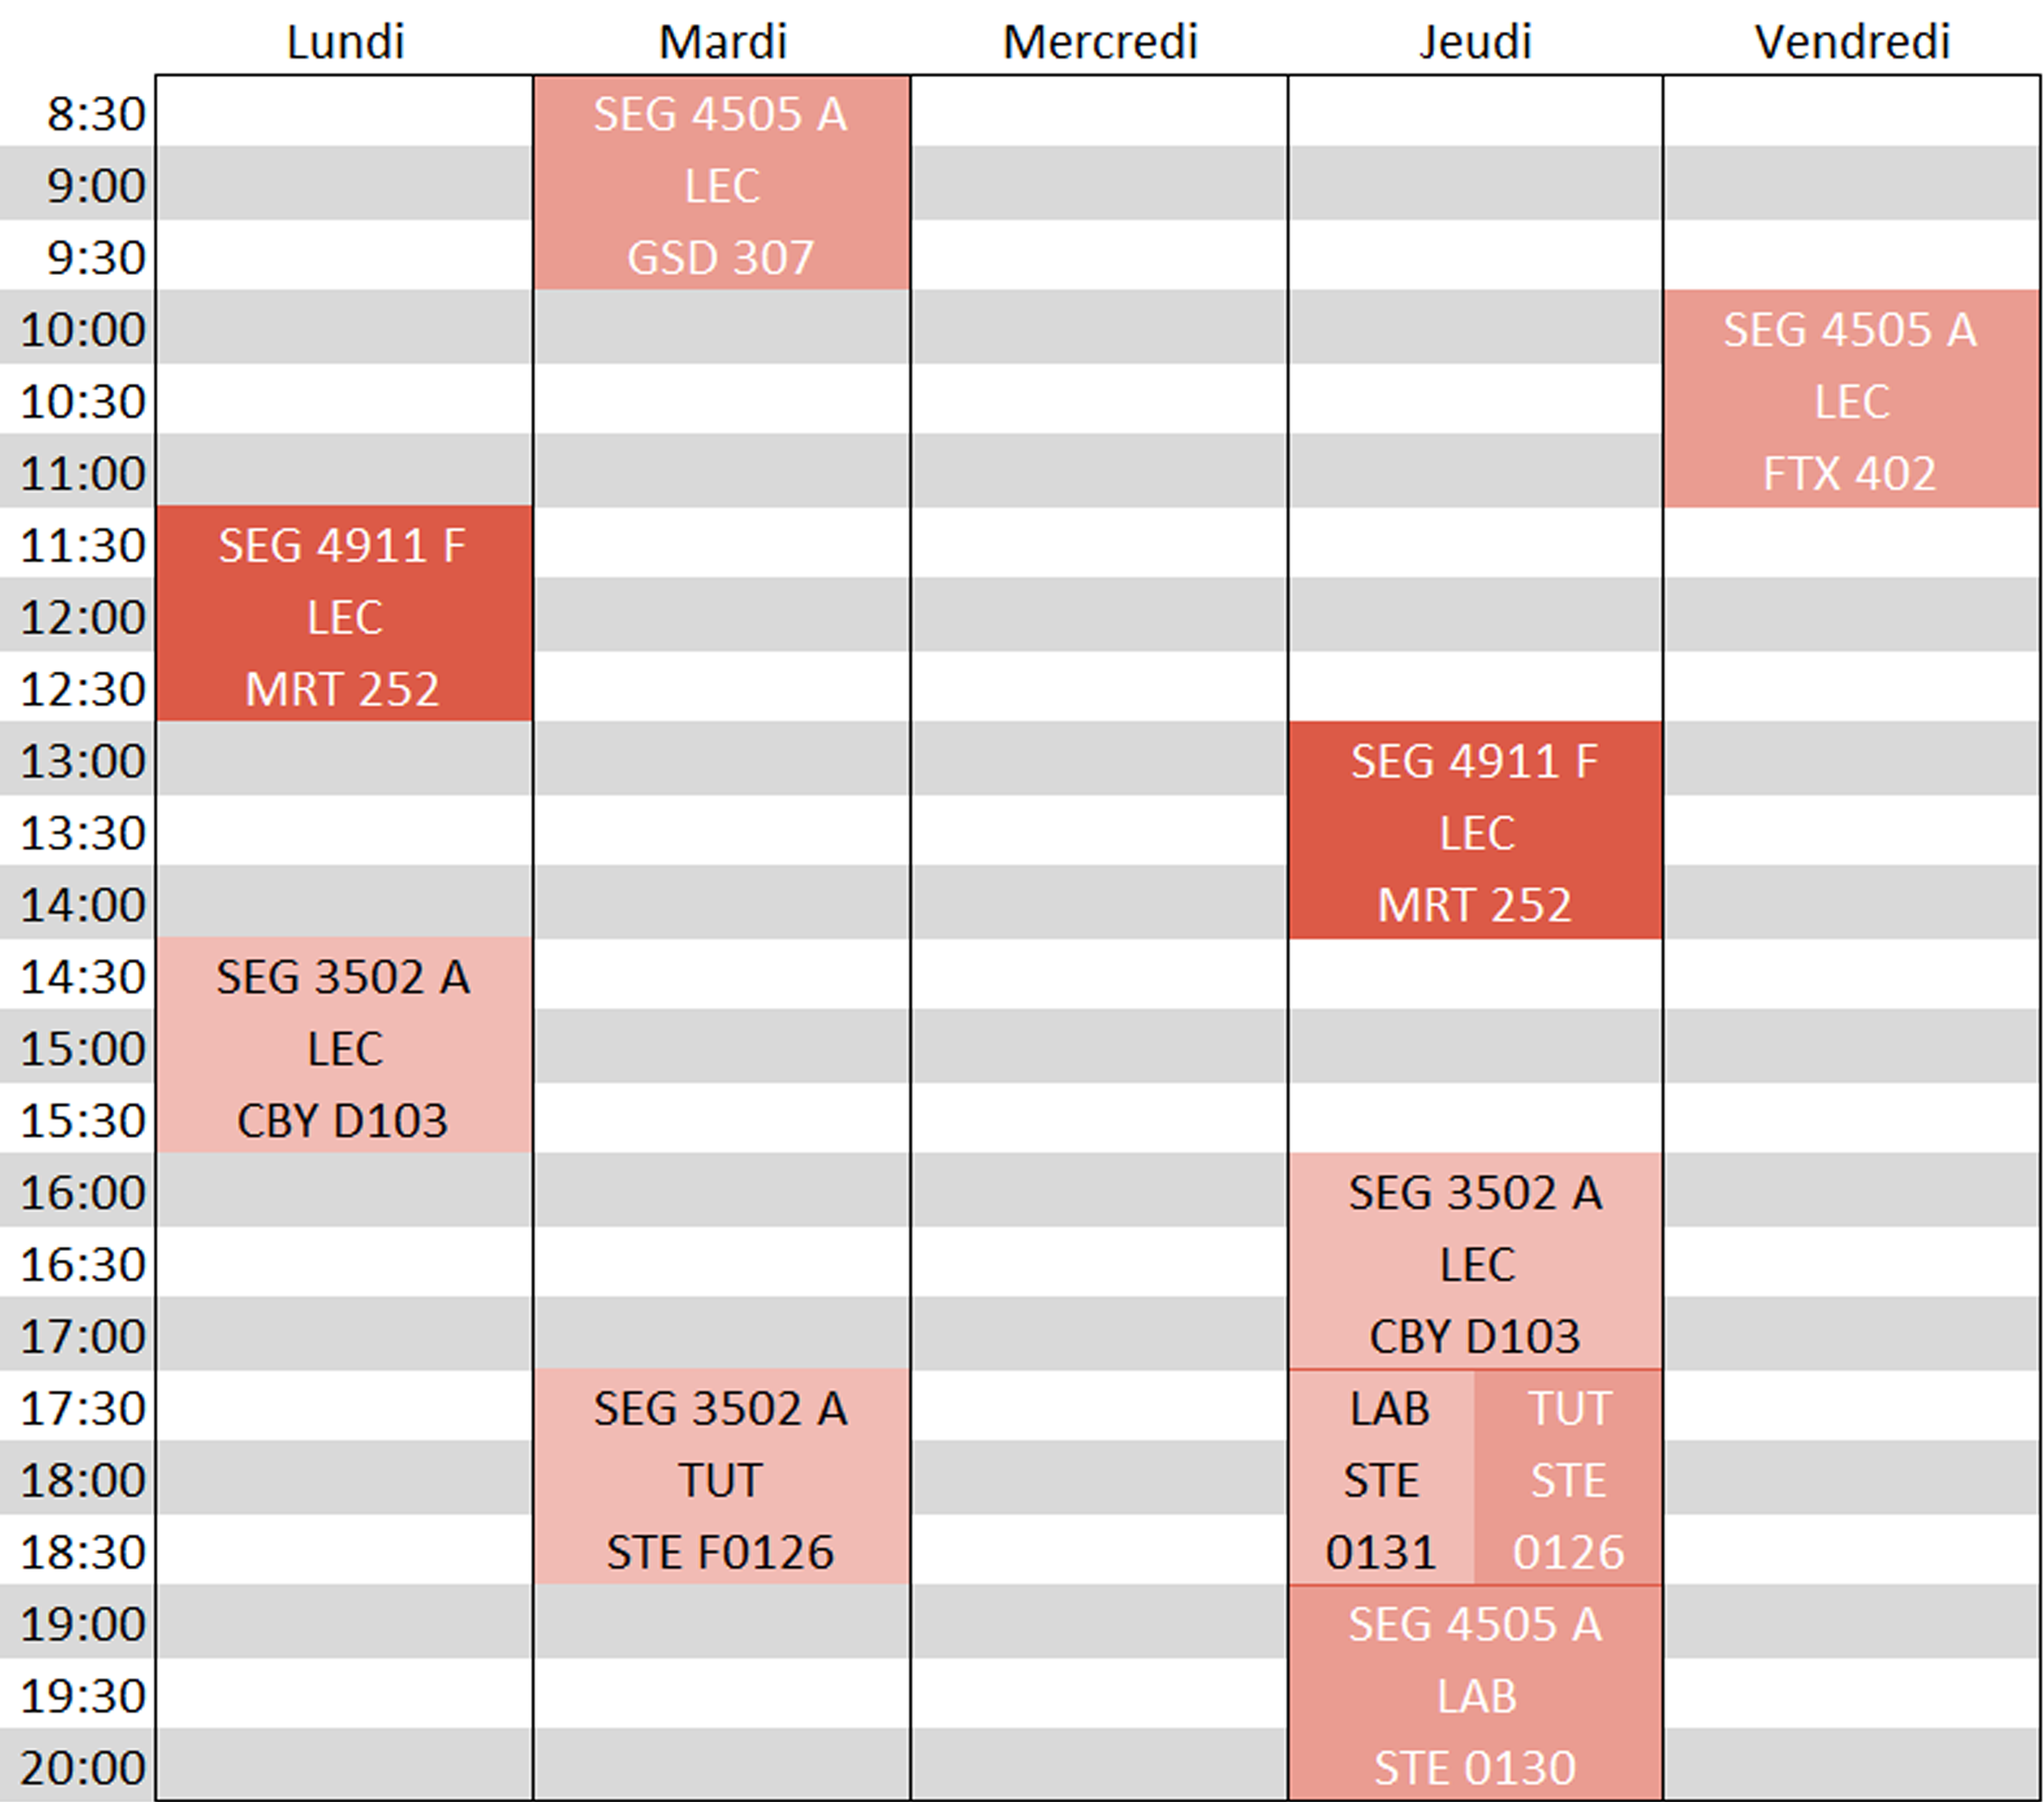 Lundi Mardi Mercredi Jeudi Vendredi
8:30 SEG 4505 A
9:00 LEC
9:30 GSD 307
10:00 SEG 4505 A
10:30 LEC
11:00 FTX 402
11:30 SEG 4911 F
12:00 LEC
12:30 MRT 252
13:00 SEG 4911 F
13:30 LEC
14:00 MRT 252
14:30 SEG 3502 A
15:00 LEC
15:30 CBY D103
16:00 SEG 3502 A
16:30 LEC
17:00 CBY D103
17:30 SEG 3502 A LAB TUT
18:00 TUT STE STE
18:30 STE F0126 0131 0126
19:00 SEG 4505 A
19:30 LAB
20:00 STE 0130